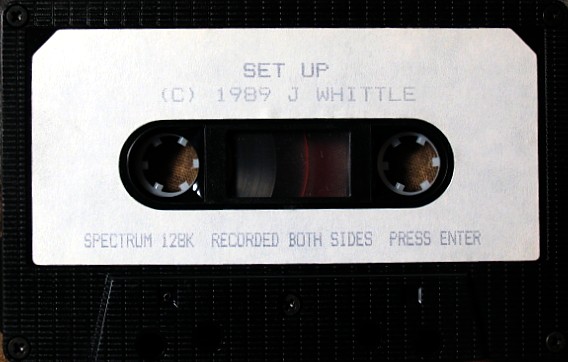 SET UP
(C) 1989 J WHITTLE
SPECTRUM 128K RECORDED BOTH SIDES PRESS ENTER